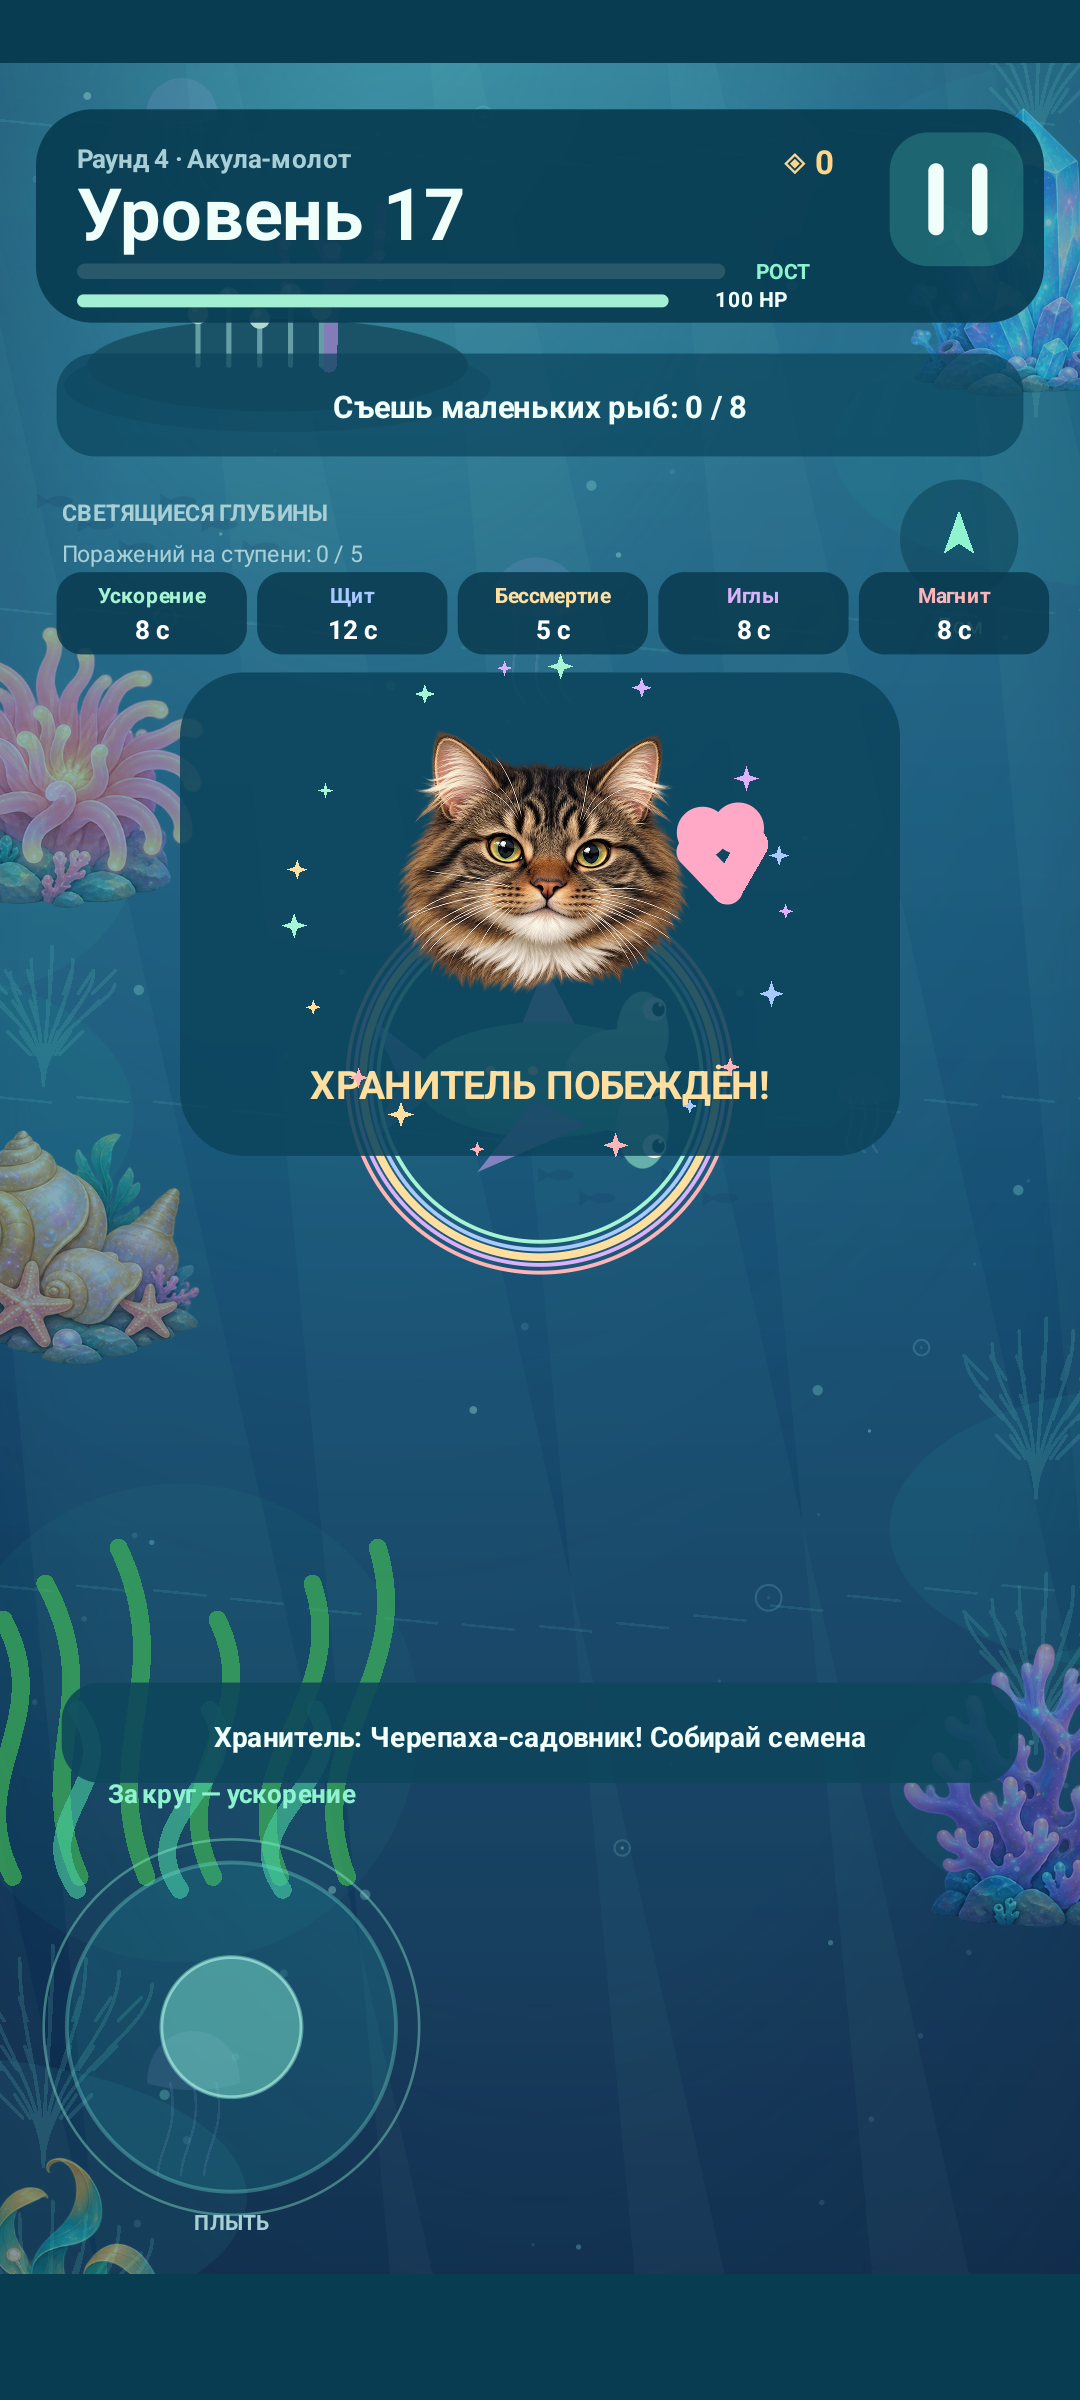 Раунд 4 · Акула-молот
0
Уровень 17
РОСТ
100 HP
Съешь маленьких рыб: 0 / 8
СВЕТЯЩИЕСЯ ГЛУБИНЫ
Поражений на ступени: 0 / 5
Ускорение
8 с
Щит
12 с
Бессмертие
5 с
Иглы
8 с
Магнит
8 с
ХРАНИТЕЛЬ ПОБЕЖДЁН!
Хранитель: Черепаха-садовник! Собирай семена
За круг — ускорение
ПЛЫТЬ